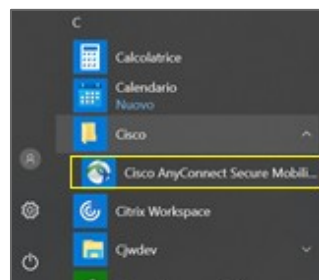 C
Calcolatrice
Calendario
Nuovo
Cisco
Cisco AnyConnect Secure Mobili...
Citrix Workspace
Cjwdev